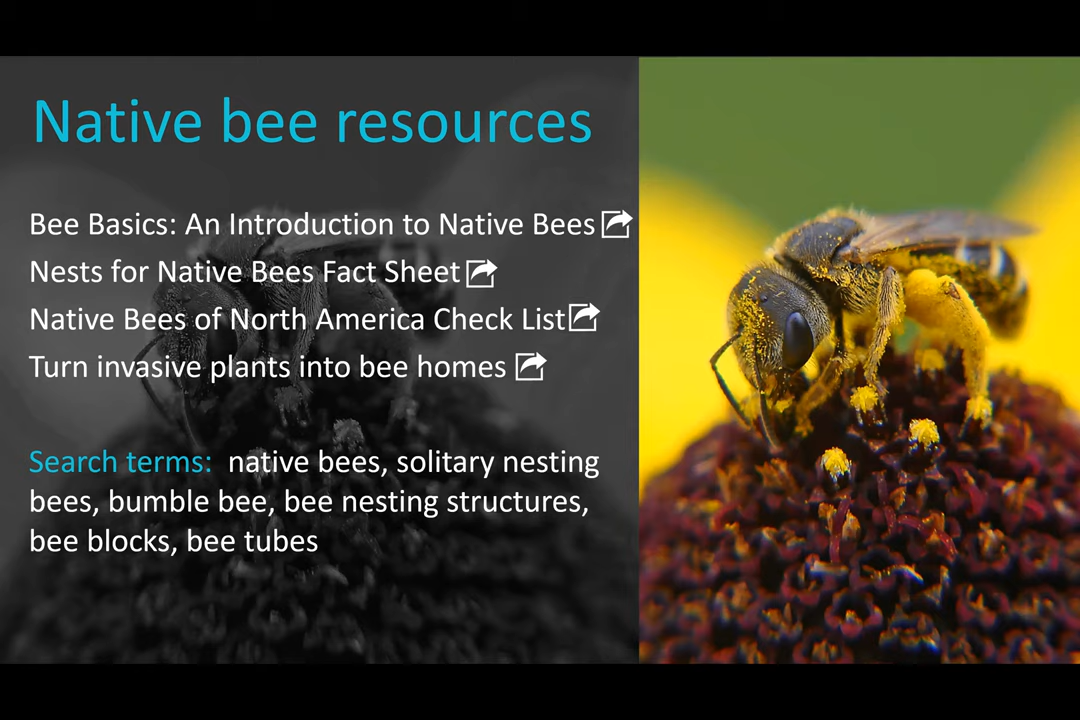 Native bee resources
Bee Basics: An Introduction to Native Bees
Nests for Native Bees Fact Sheet
Native Bees of North America Check List
Turn invasive plants into bee homes
Search terms: native bees, solitary nesting
bees, bumble bee, bee nesting structures,
bee blocks, bee tubes